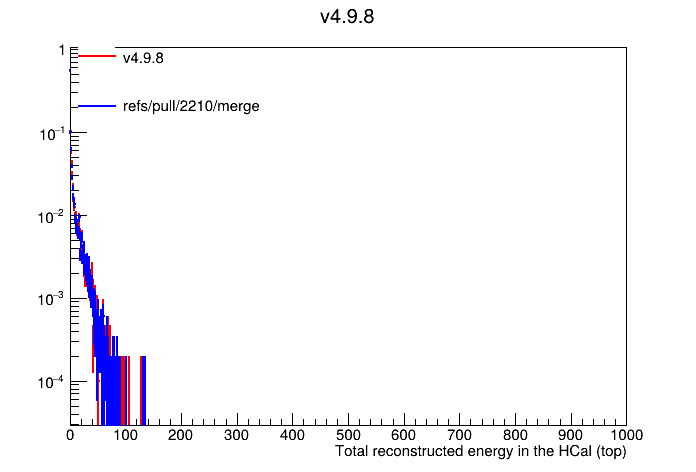 v4.9.8
1
v4.9.8
refs/pull/2210/merge
10⁻¹
10⁻²
10⁻³
10⁻⁴
0 100 200 300 400 500 600 700 800 900 1000
Total reconstructed energy in the HCal (top)